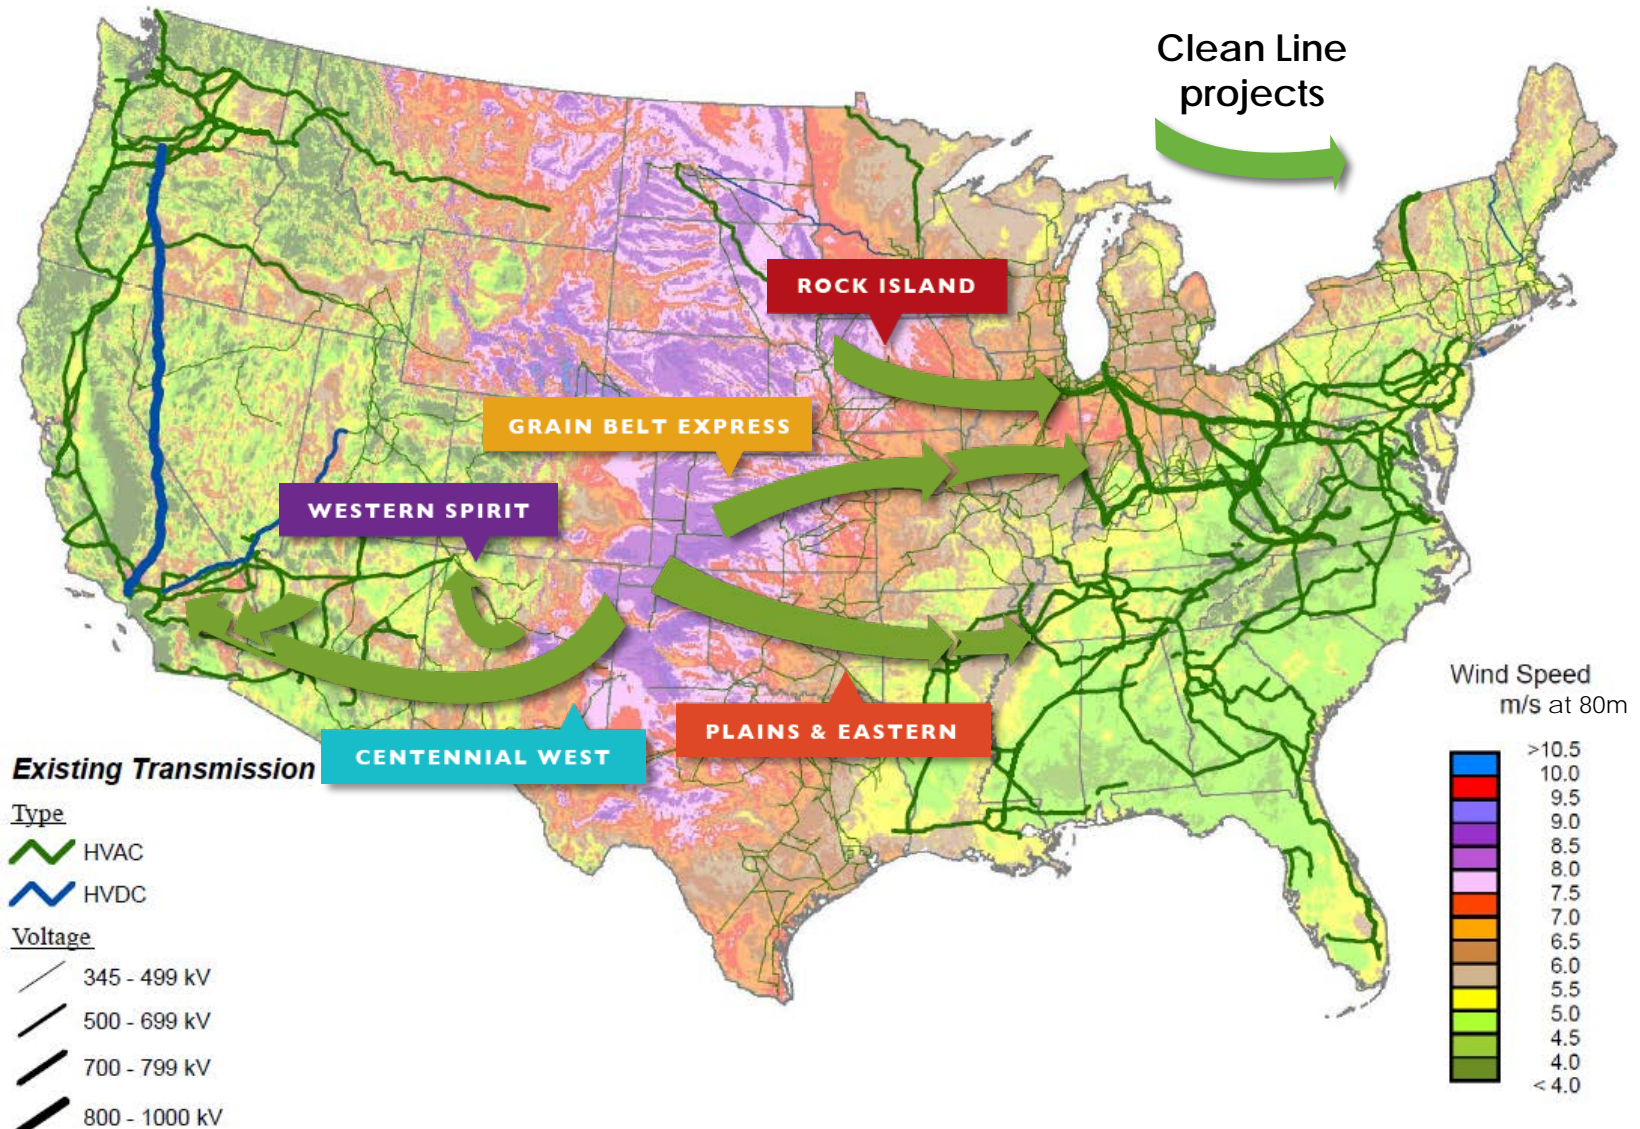 Clean Line
projects
ROCK ISLAND
GRAIN BELT EXPRESS
WESTERN SPIRIT
PLAINS & EASTERN
CENTENNIAL WEST
Existing Transmission
Type
HVAC
HVDC
Voltage
345 - 499 kV
500 - 699 kV
700 - 799 kV
800 - 1000 kV
Wind Speed
m/s at 80m
>10.5
10.0
9.5
9.0
8.5
8.0
7.5
7.0
6.5
6.0
5.5
5.0
4.5
4.0
< 4.0